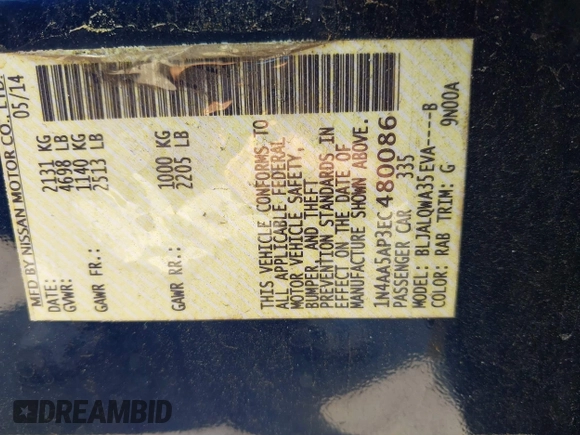 MFD BY NISSAN MOTOR CO., LTD.
DATE: 05/14
GVWR: 2131 KG
4698 LB
GAWR FR.: 1140 KG
2513 LB
GAWR RR.: 1000 KG
2205 LB
THIS VEHICLE CONFORMS TO
ALL APPLICABLE FEDERAL
MOTOR VEHICLE SAFETY,
BUMPER, AND THEFT
PREVENTION STANDARDS IN
EFFECT ON THE DATE OF
MANUFACTURE SHOWN ABOVE.
1N4AA5AP3EC480086
PASSENGER CAR 335
MODEL: BLJALQWA35EVA----B
COLOR: RAB TRIM: G 9N00A
DREAMBID